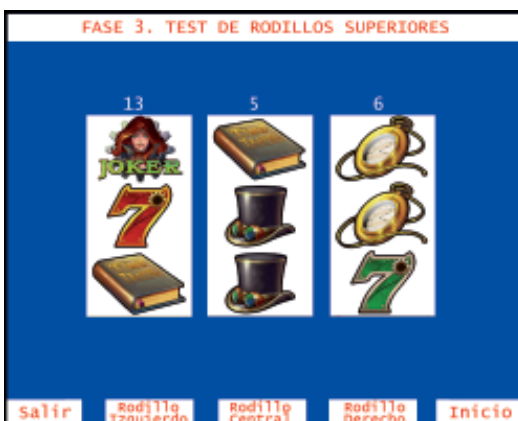 FASE 3. TEST DE RODILLOS SUPERIORES
13 5 6
JOKER
Salir
Rodillo
Izquierdo
Rodillo
Central
Rodillo
Derecho
Inicio